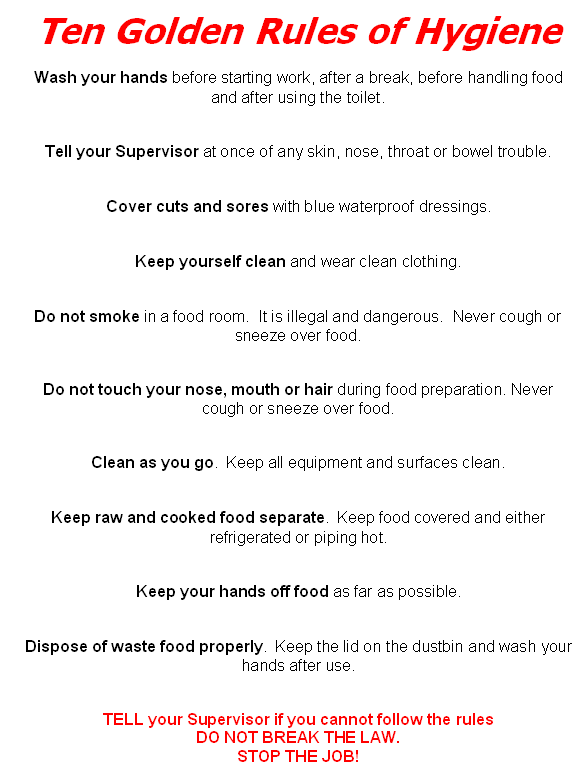 Ten Golden Rules of Hygiene
Wash your hands before starting work, after a break, before handling food
and after using the toilet.
Tell your Supervisor at once of any skin, nose, throat or bowel trouble.
Cover cuts and sores with blue waterproof dressings.
Keep yourself clean and wear clean clothing.
Do not smoke in a food room.  It is illegal and dangerous.  Never cough or
sneeze over food.
Do not touch your nose, mouth or hair during food preparation. Never
cough or sneeze over food.
Clean as you go.  Keep all equipment and surfaces clean.
Keep raw and cooked food separate.  Keep food covered and either
refrigerated or piping hot.
Keep your hands off food as far as possible.
Dispose of waste food properly.  Keep the lid on the dustbin and wash your
hands after use.
TELL your Supervisor if you cannot follow the rules
DO NOT BREAK THE LAW.
STOP THE JOB!